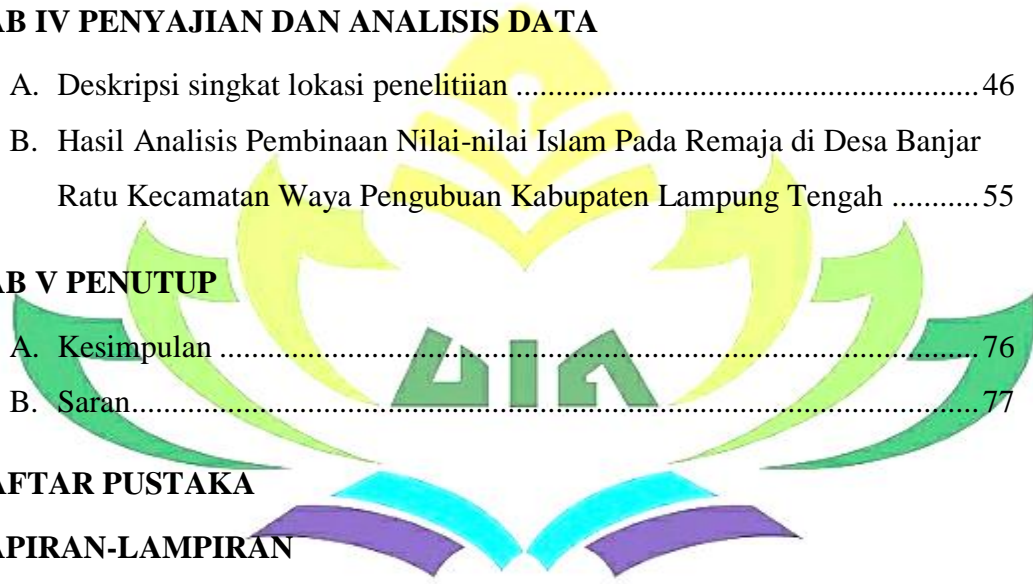 AB IV PENYAJIAN DAN ANALISIS DATA
A. Deskripsi singkat lokasi penelitiian .......................................................... 46
B. Hasil Analisis Pembinaan Nilai-nilai Islam Pada Remaja di Desa Banjar
Ratu Kecamatan Waya Pengubuan Kabupaten Lampung Tengah ........... 55
AB V PENUTUP
A. Kesimpulan ............................................................................................... 76
B. Saran.......................................................................................................... 77
UIN
AFTAR PUSTAKA
APIRAN-LAMPIRAN